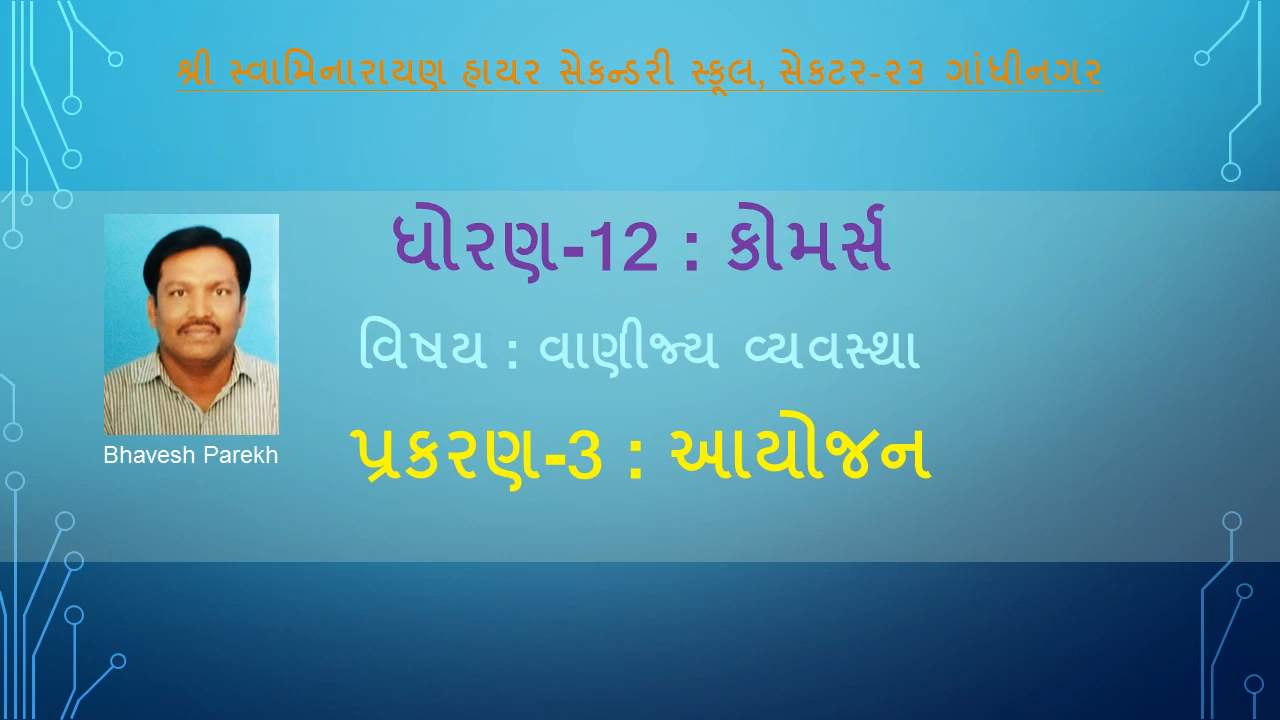 શ્રી સ્વામિનારાયણ હાયર સેકન્ડરી સ્કૂલ, સેકટર-૨૩ ગાંધીનગર
ધોરણ-12 : કોમર્સ
વિષય : વાણીજ્ય વ્યવસ્થા
પ્રકરણ-3 : આયોજન
Bhavesh Parekh